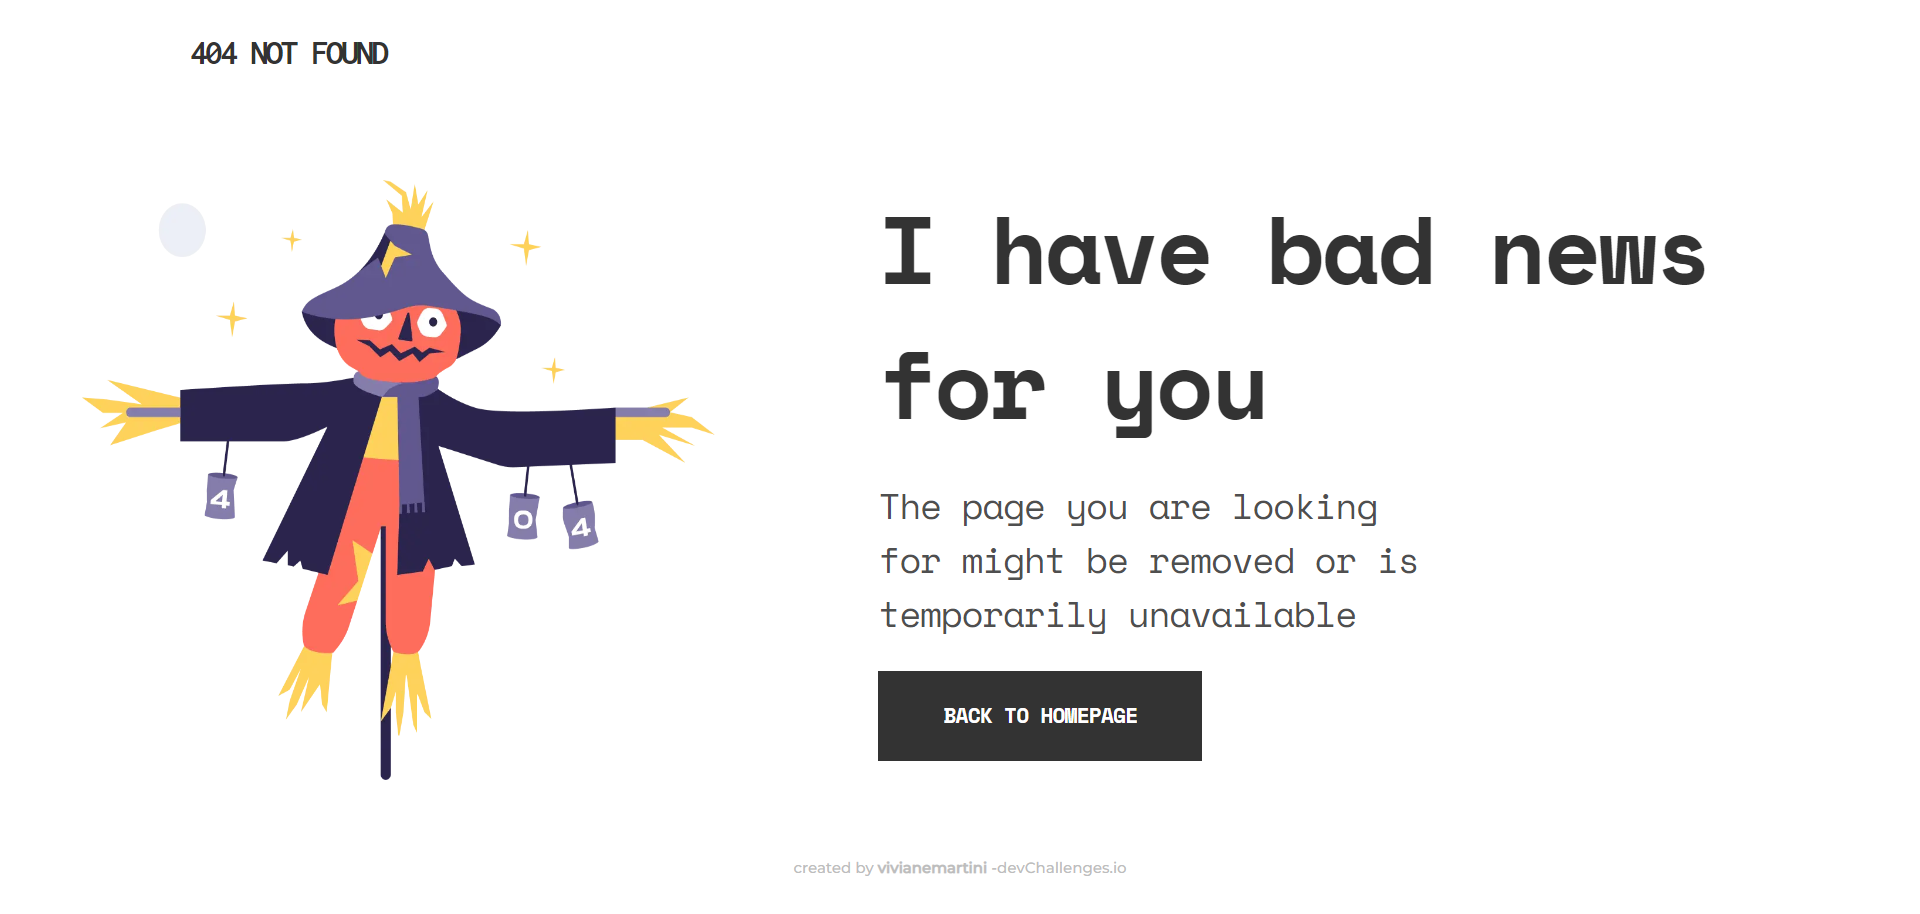 404 NOT FOUND
I have bad news
for you
4
0
4
The page you are looking
for might be removed or is
temporarily unavailable
BACK TO HOMEPAGE
created by vivianemartini -devChallenges.io